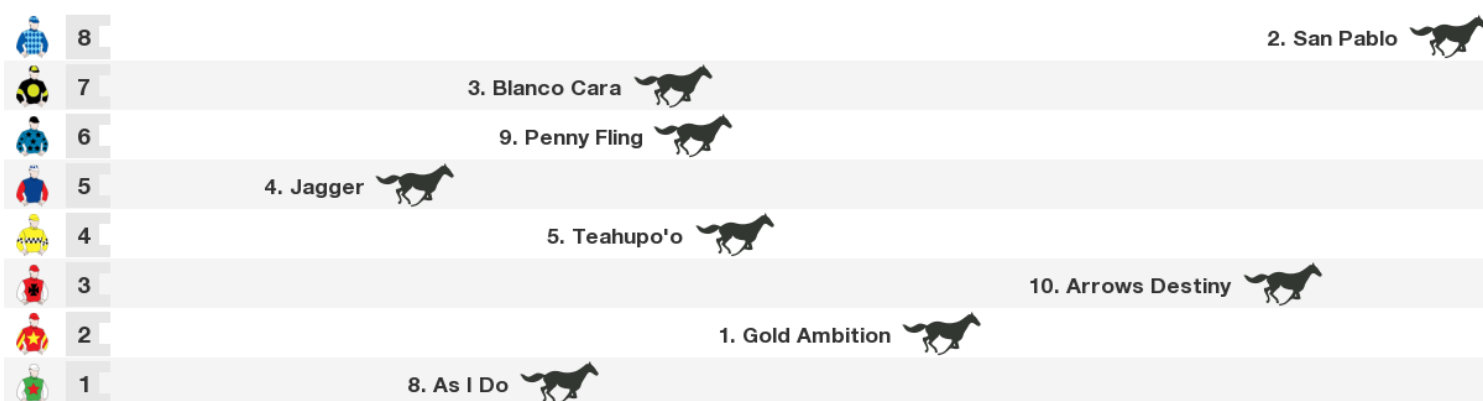 8 2. San Pablo
7 3. Blanco Cara
6 9. Penny Fling
5 4. Jagger
4 5. Teahupo'o
3 10. Arrows Destiny
2 1. Gold Ambition
1 8. As I Do